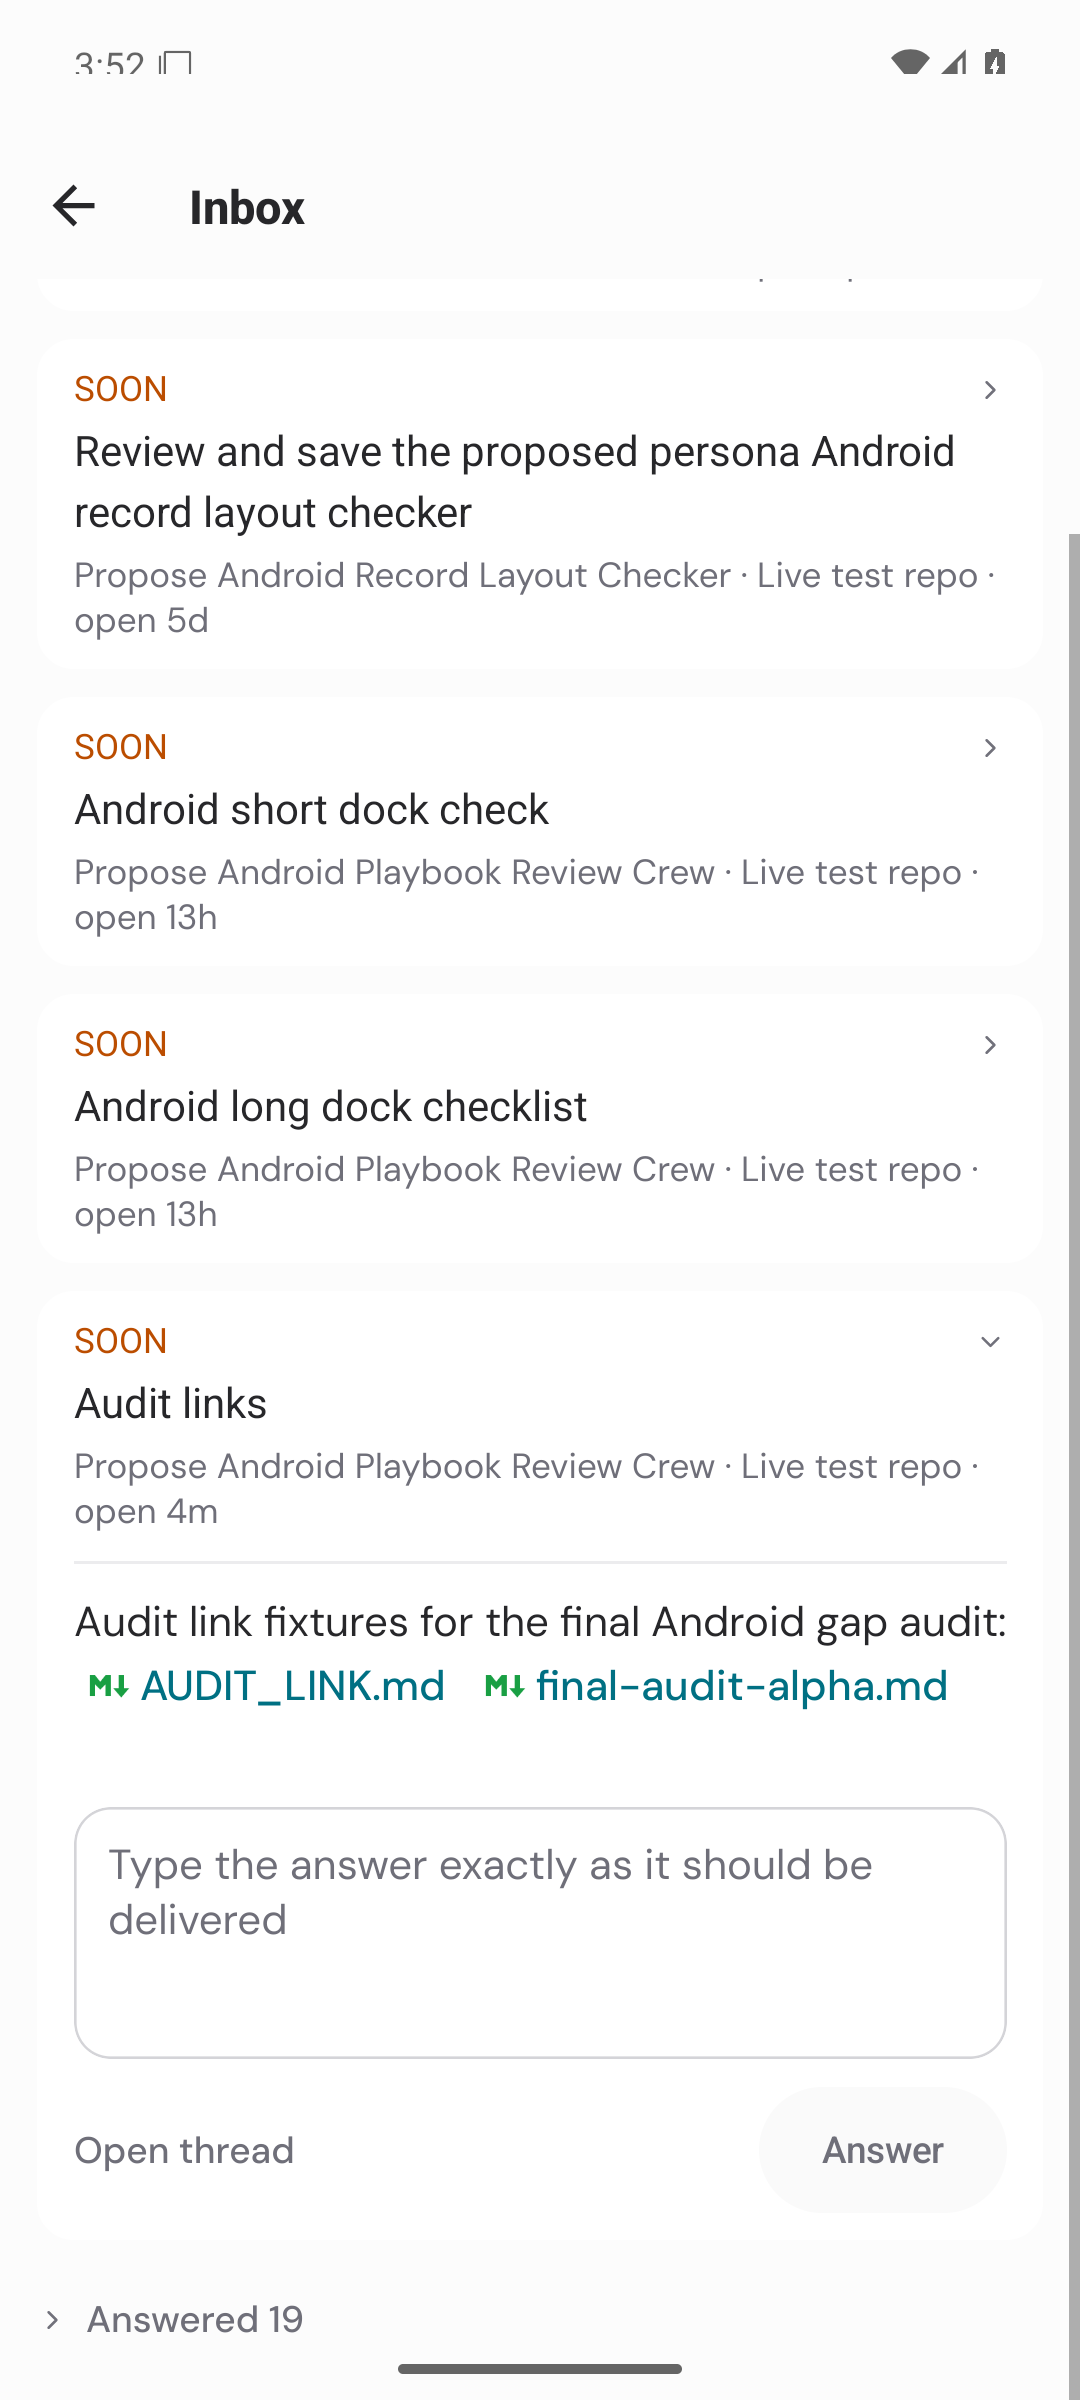 3:52
Inbox
SOON
Review and save the proposed persona Android
record layout checker
Propose Android Record Layout Checker · Live test repo ·
open 5d
SOON
Android short dock check
Propose Android Playbook Review Crew · Live test repo ·
open 13h
SOON
Android long dock checklist
Propose Android Playbook Review Crew · Live test repo ·
open 13h
SOON
Audit links
Propose Android Playbook Review Crew · Live test repo ·
open 4m
Audit link fixtures for the final Android gap audit:
M↓ AUDIT_LINK.md M↓ final-audit-alpha.md
Type the answer exactly as it should be
delivered
Open thread
Answer
Answered 19